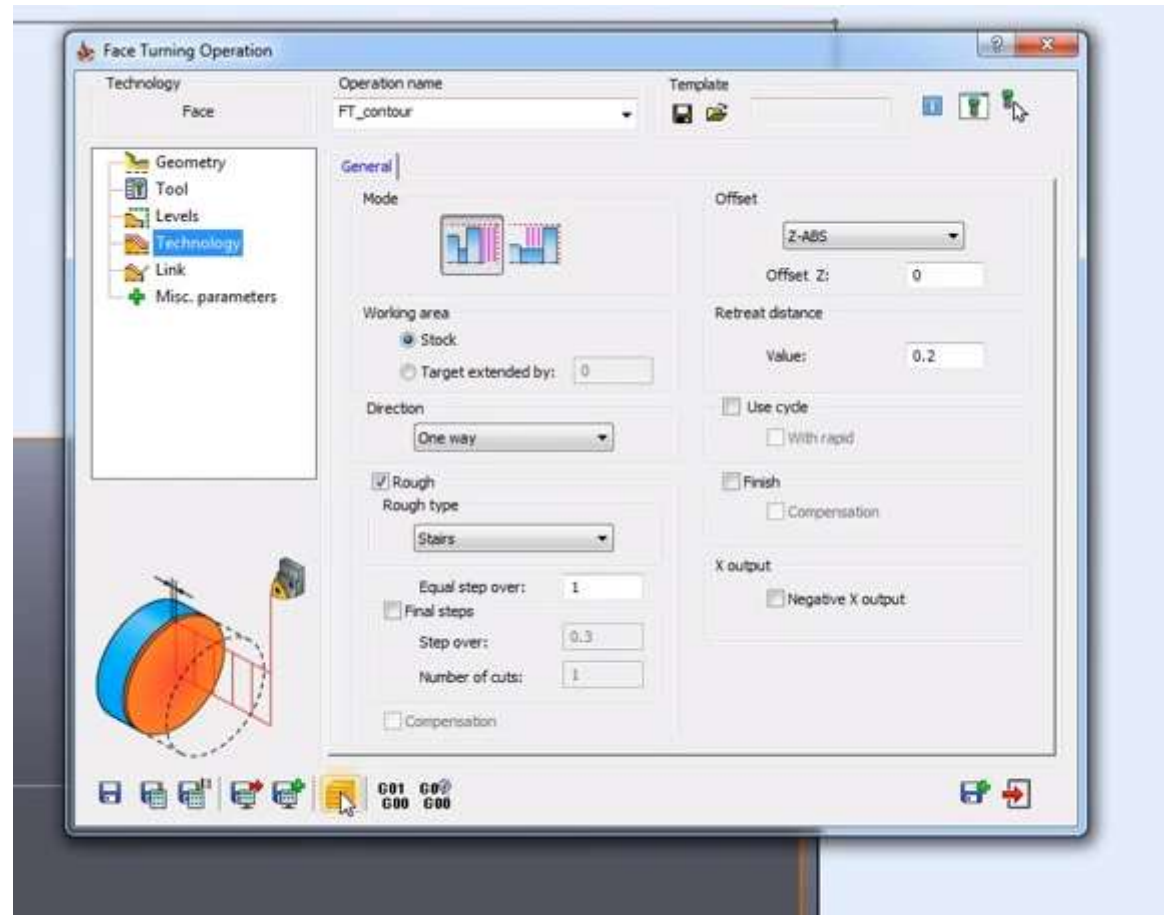 Face Turning Operation
Technology
Face
Operation name
FT_contour
Template
Geometry
Tool
Levels
Technology
Link
Misc. parameters
General
Mode
Working area
Stock
Target extended by: 0
Direction
One way
Rough
Rough type
Stairs
Equal step over: 1
Final steps
Step over: 0.3
Number of cuts: 1
Compensation
Offset
Z-ABS
Offset Z: 0
Retreat distance
Value: 0.2
Use cycle
With rapid
Finish
Compensation
X output
Negative X output
G01
G00
G00